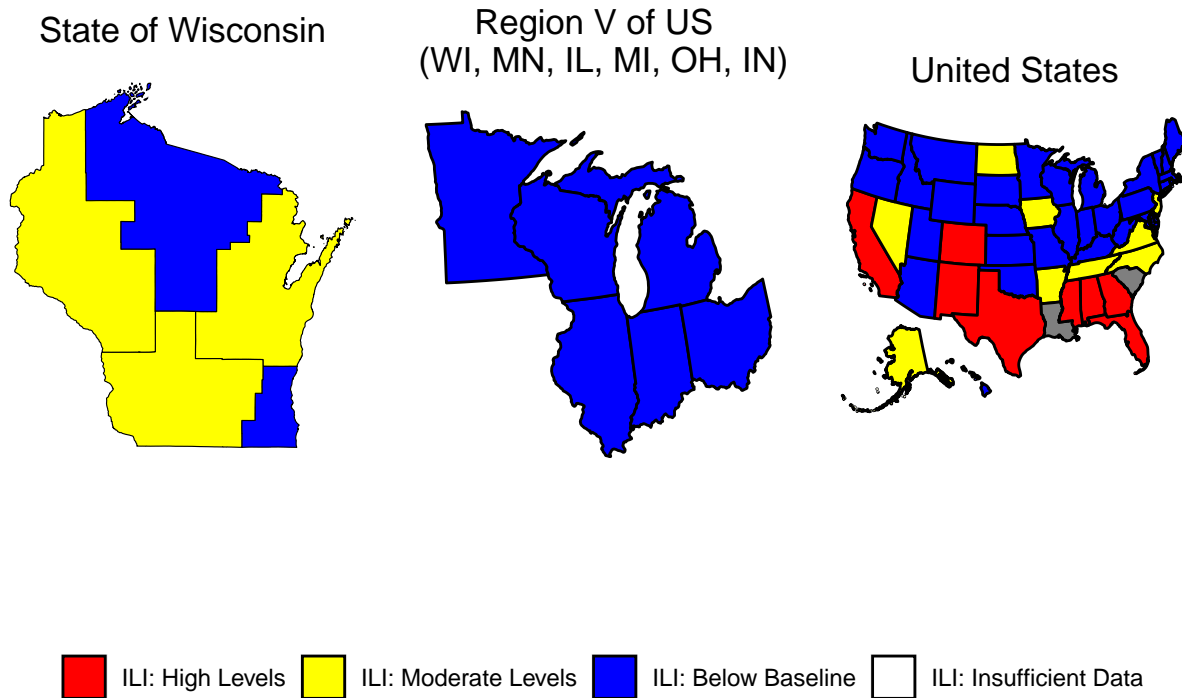 State of Wisconsin
Region V of US
(WI, MN, IL, MI, OH, IN)
United States
ILI: High Levels
ILI: Moderate Levels
ILI: Below Baseline
ILI: Insufficient Data